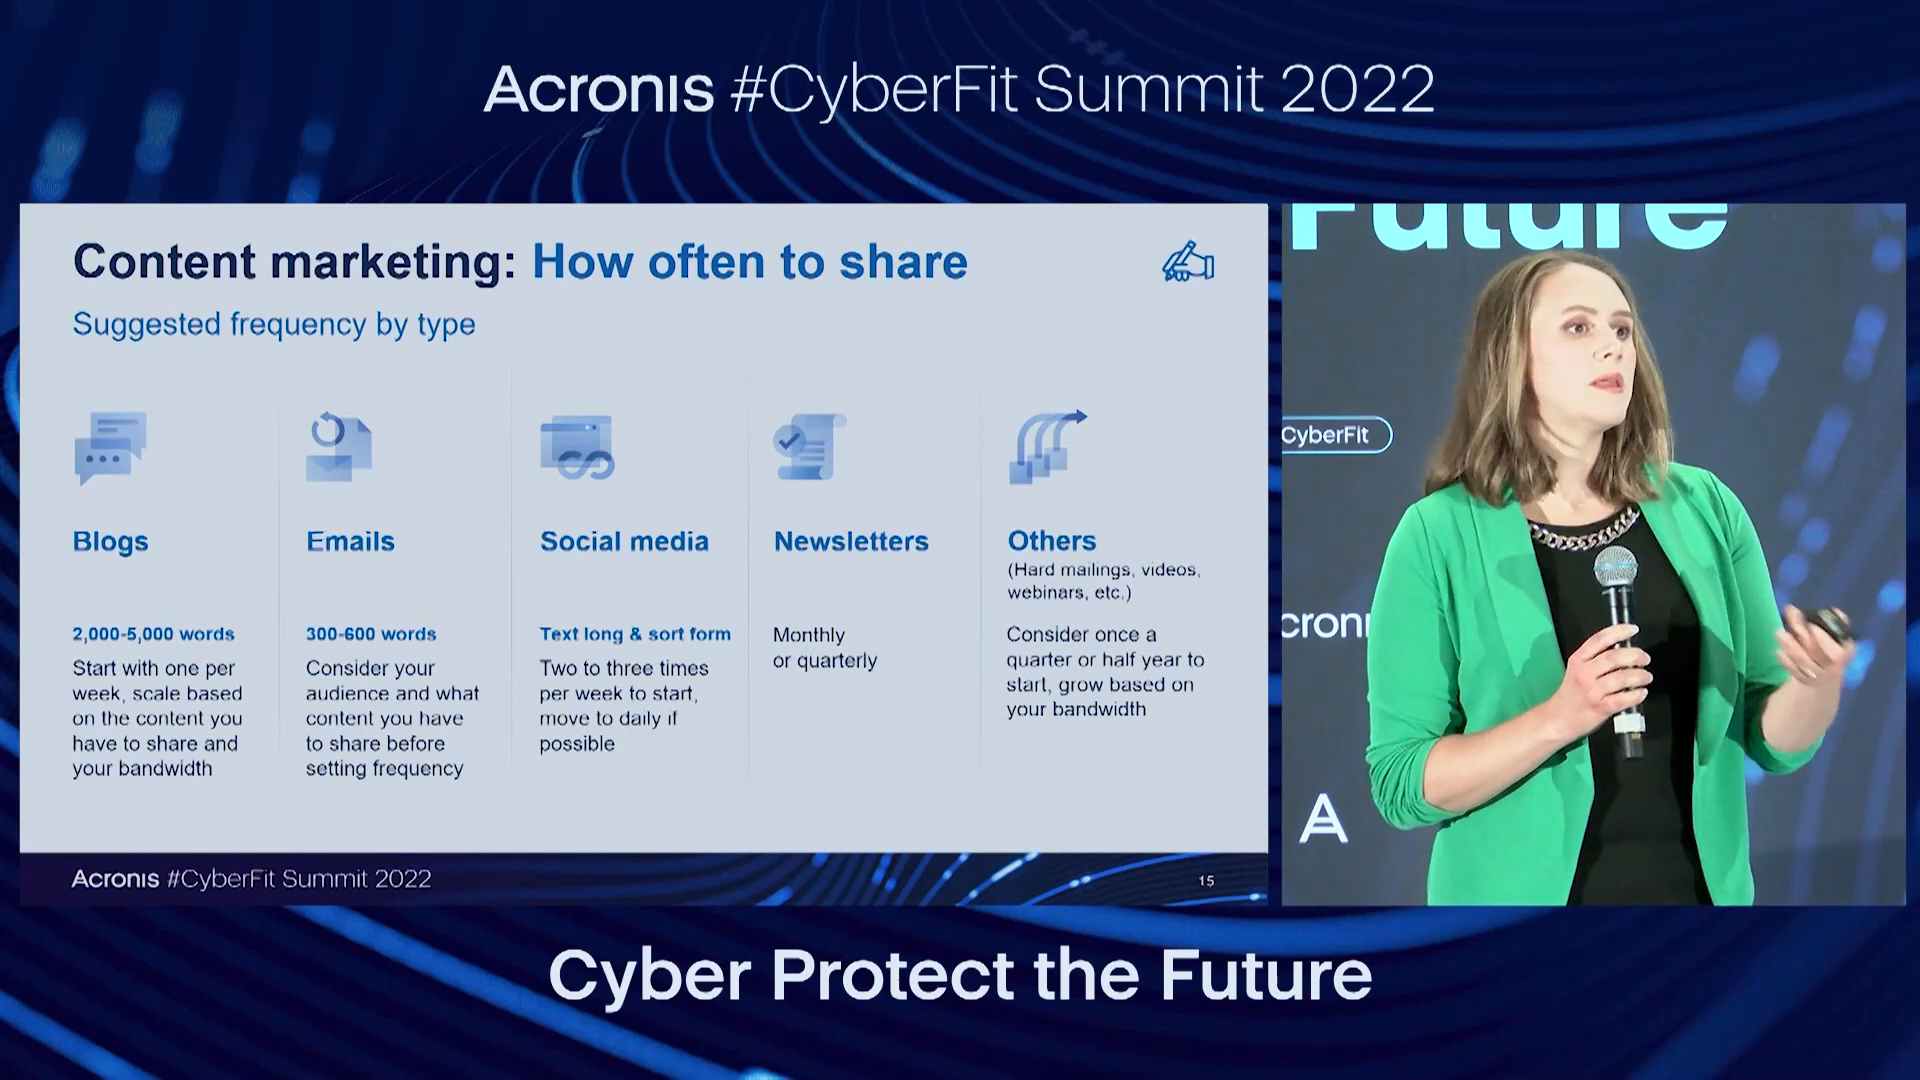 Acronis #CyberFit Summit 2022
Content marketing: How often to share
Suggested frequency by type
Blogs
2,000-5,000 words
Start with one per
week, scale based
on the content you
have to share and
your bandwidth
Emails
300-600 words
Consider your
audience and what
content you have
to share before
setting frequency
Social media
Text long & sort form
Two to three times
per week to start,
move to daily if
possible
Newsletters
Monthly
or quarterly
Others
(Hard mailings, videos,
webinars, etc.)
Consider once a
quarter or half year to
start, grow based on
your bandwidth
Acronis #CyberFit Summit 2022
15
Future
CyberFit
croni
A
Cyber Protect the Future